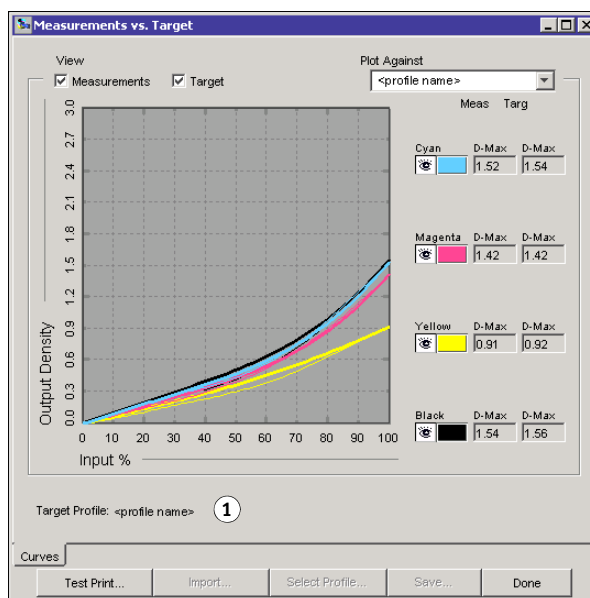 Measurements vs. Target
View
Measurements
Target
Plot Against
<profile name>
Meas Targ
Cyan D-Max D-Max
1.52 1.54
Magenta D-Max D-Max
1.42 1.42
Yellow D-Max D-Max
0.91 0.92
Black D-Max D-Max
1.54 1.56
Output Density
3.0
2.7
2.4
2.1
1.8
1.5
1.2
0.9
0.6
0.3
0.0
0 10 20 30 40 50 60 70 80 90 100
Input %
Target Profile: <profile name>
1
Curves
Test Print...
Import...
Select Profile...
Save...
Done